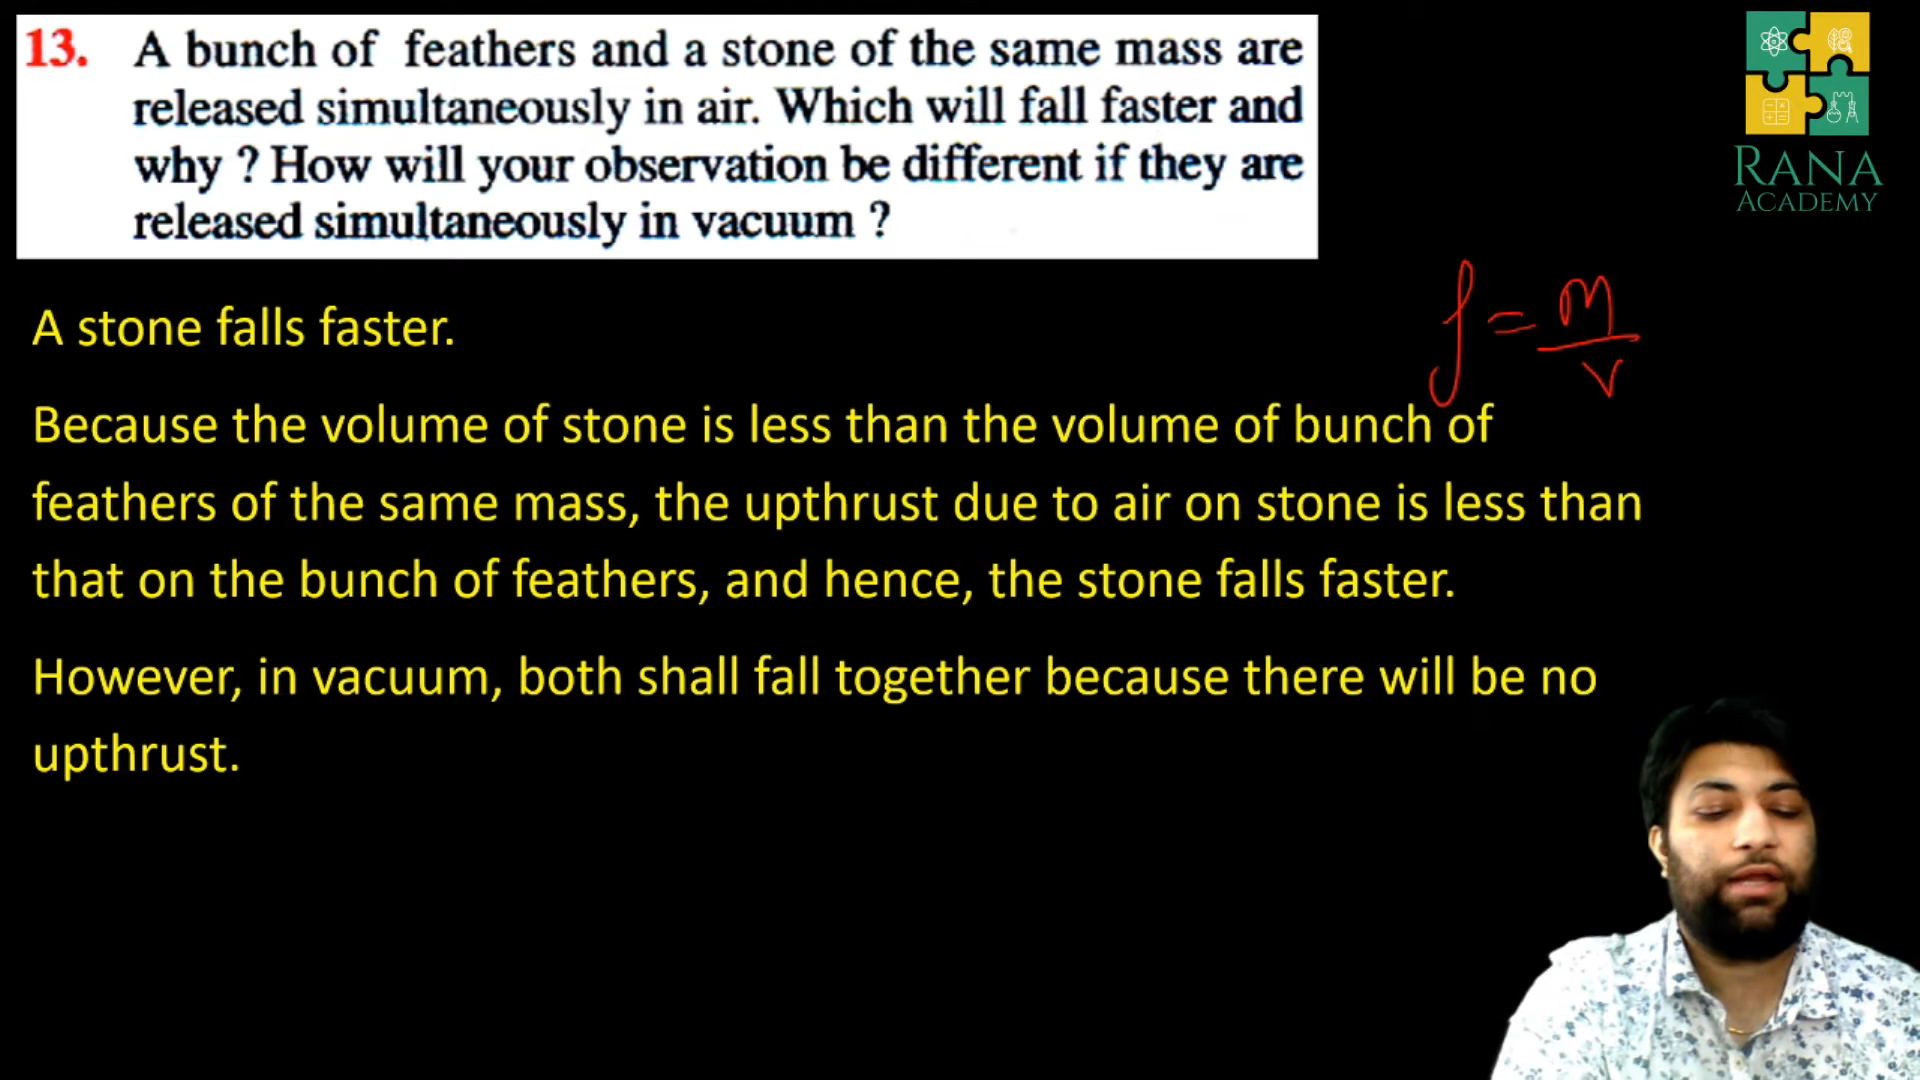 13. A bunch of feathers and a stone of the same mass are
released simultaneously in air. Which will fall faster and
why ? How will your observation be different if they are
released simultaneously in vacuum ?
RANA
ACADEMY
ρ = m/v
A stone falls faster.
Because the volume of stone is less than the volume of bunch of
feathers of the same mass, the upthrust due to air on stone is less than
that on the bunch of feathers, and hence, the stone falls faster.
However, in vacuum, both shall fall together because there will be no
upthrust.